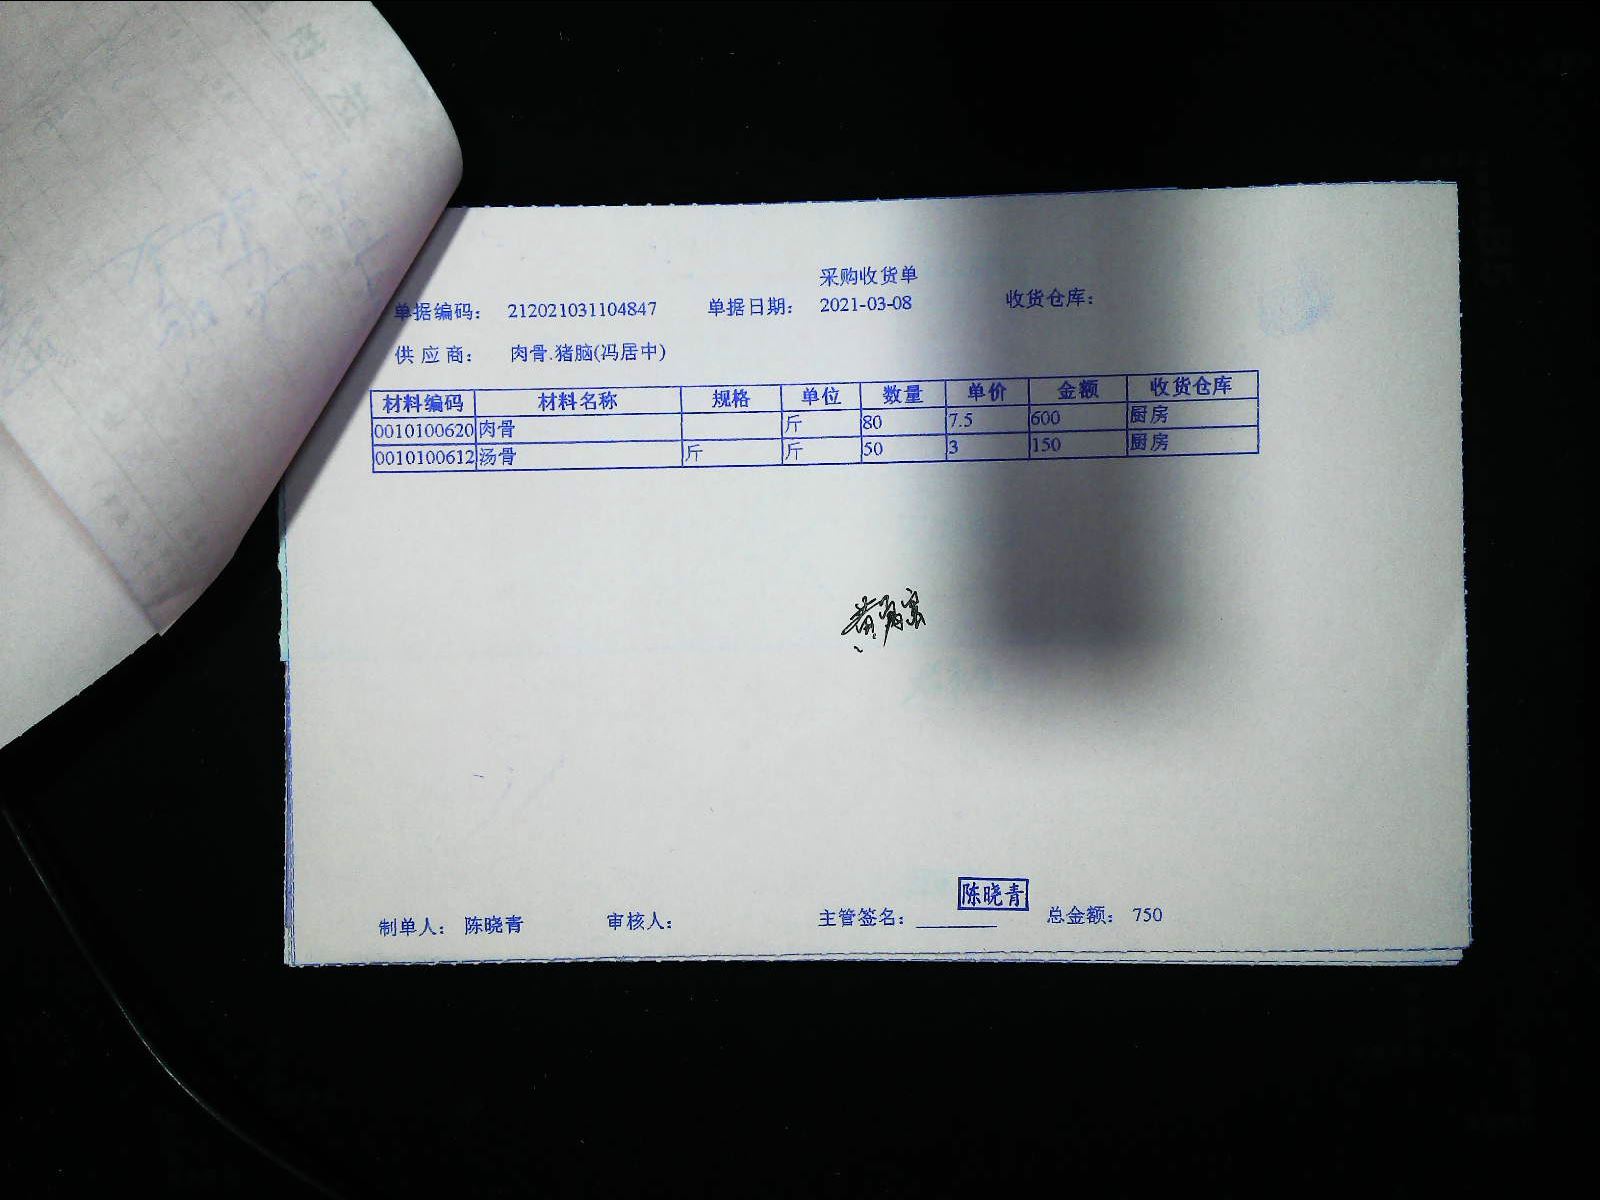 采购收货单
单据编码： 212021031104847 单据日期： 2021-03-08 收货仓库：
供应商： 肉骨.猪脑(冯居中)
材料编码 材料名称 规格 单位 数量 单价 金额 收货仓库
0010100620 肉骨 斤 80 7.5 600 厨房
0010100612 汤骨 斤 斤 50 3 150 厨房
陈晓青
制单人： 陈晓青 审核人： 主管签名： 总金额： 750